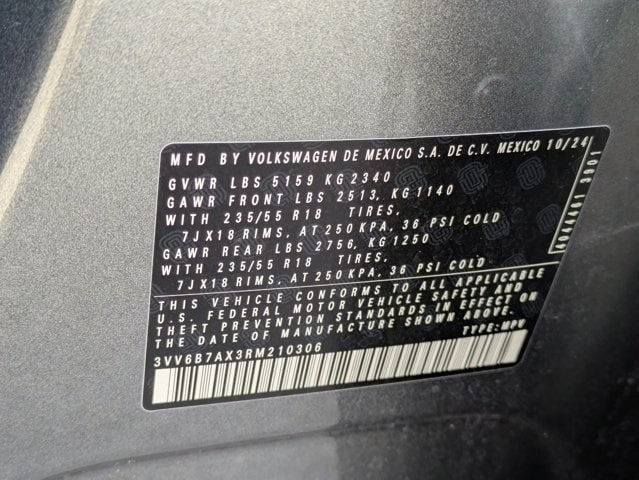 MFD BY VOLKSWAGEN DE MEXICO S.A. DE C.V. MEXICO 10/24
GVWR LBS 5159 KG 2340
GAWR FRONT LBS 2513, KG 1140
WITH 235/55 R18 TIRES,
7JX18 RIMS, AT 250 KPA, 36 PSI COLD
GAWR REAR LBS 2756, KG 1250
WITH 235/55 R18 TIRES,
7JX18 RIMS, AT 250 KPA, 36 PSI COLD
THIS VEHICLE CONFORMS TO ALL APPLICABLE
U.S. FEDERAL MOTOR VEHICLE SAFETY AND
THEFT PREVENTION STANDARDS IN EFFECT ON
THE DATE OF MANUFACTURE SHOWN ABOVE.
TYPE: MPV
3VV6B7AX3RM210306